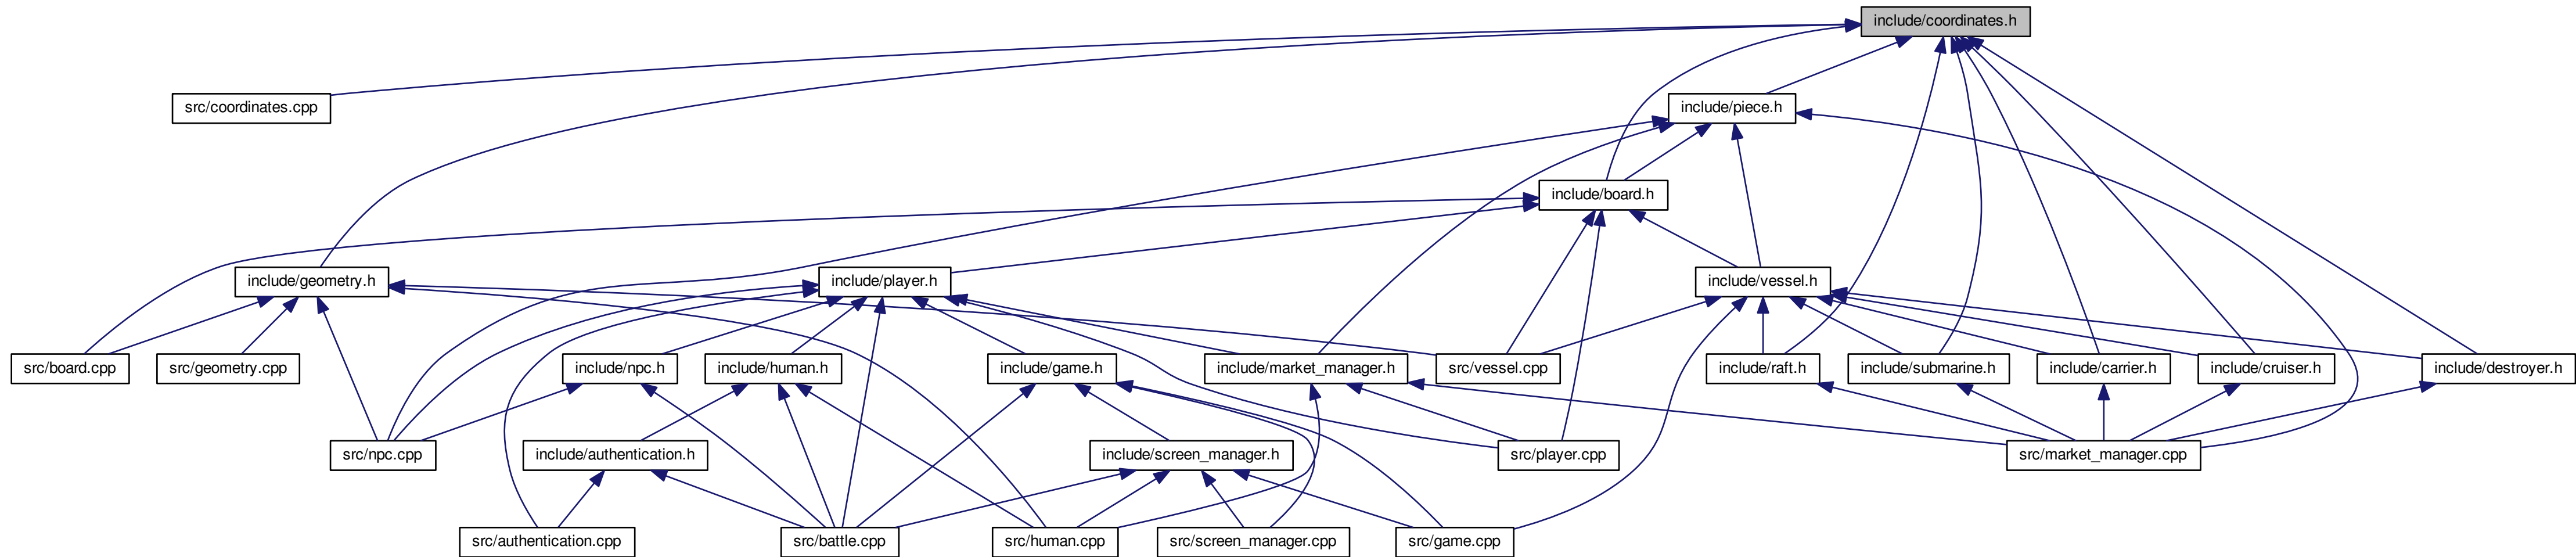 include/coordinates.h
src/coordinates.cpp
include/piece.h
include/board.h
include/geometry.h
include/player.h
include/vessel.h
src/board.cpp
src/geometry.cpp
include/npc.h
include/human.h
include/game.h
include/market_manager.h
src/vessel.cpp
include/raft.h
include/submarine.h
include/carrier.h
include/cruiser.h
include/destroyer.h
src/npc.cpp
include/authentication.h
include/screen_manager.h
src/player.cpp
src/market_manager.cpp
src/authentication.cpp
src/battle.cpp
src/human.cpp
src/screen_manager.cpp
src/game.cpp